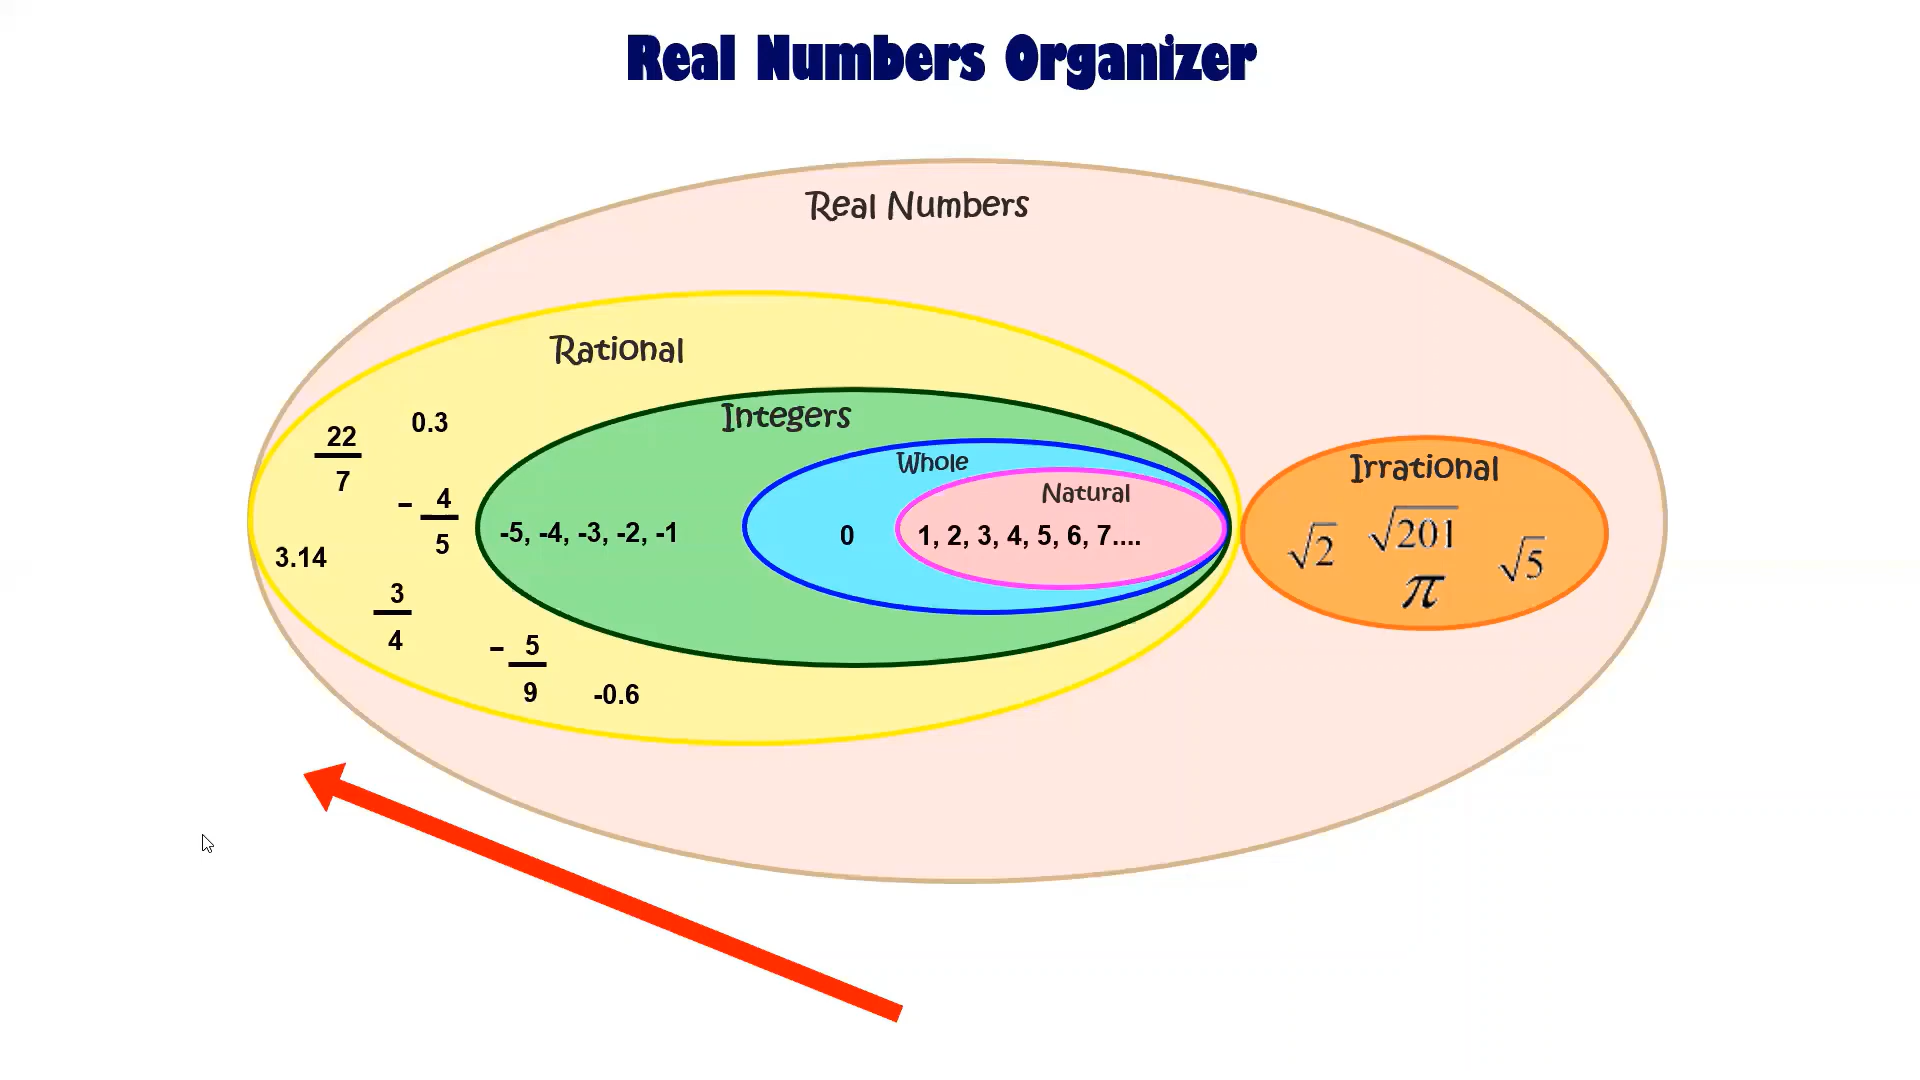 Real Numbers Organizer
Real Numbers
Rational
Integers
Whole
Natural
Irrational
22
7
0.3
- 4
5
3.14
3
4
- 5
9
-0.6
-5, -4, -3, -2, -1
0
1, 2, 3, 4, 5, 6, 7....
√2
√201
√5
π